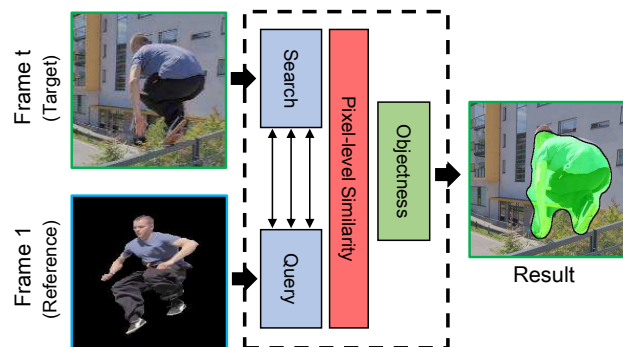 Frame t
(Target)
Search
Pixel-level Similarity
Objectness
Query
Frame 1
(Reference)
Result